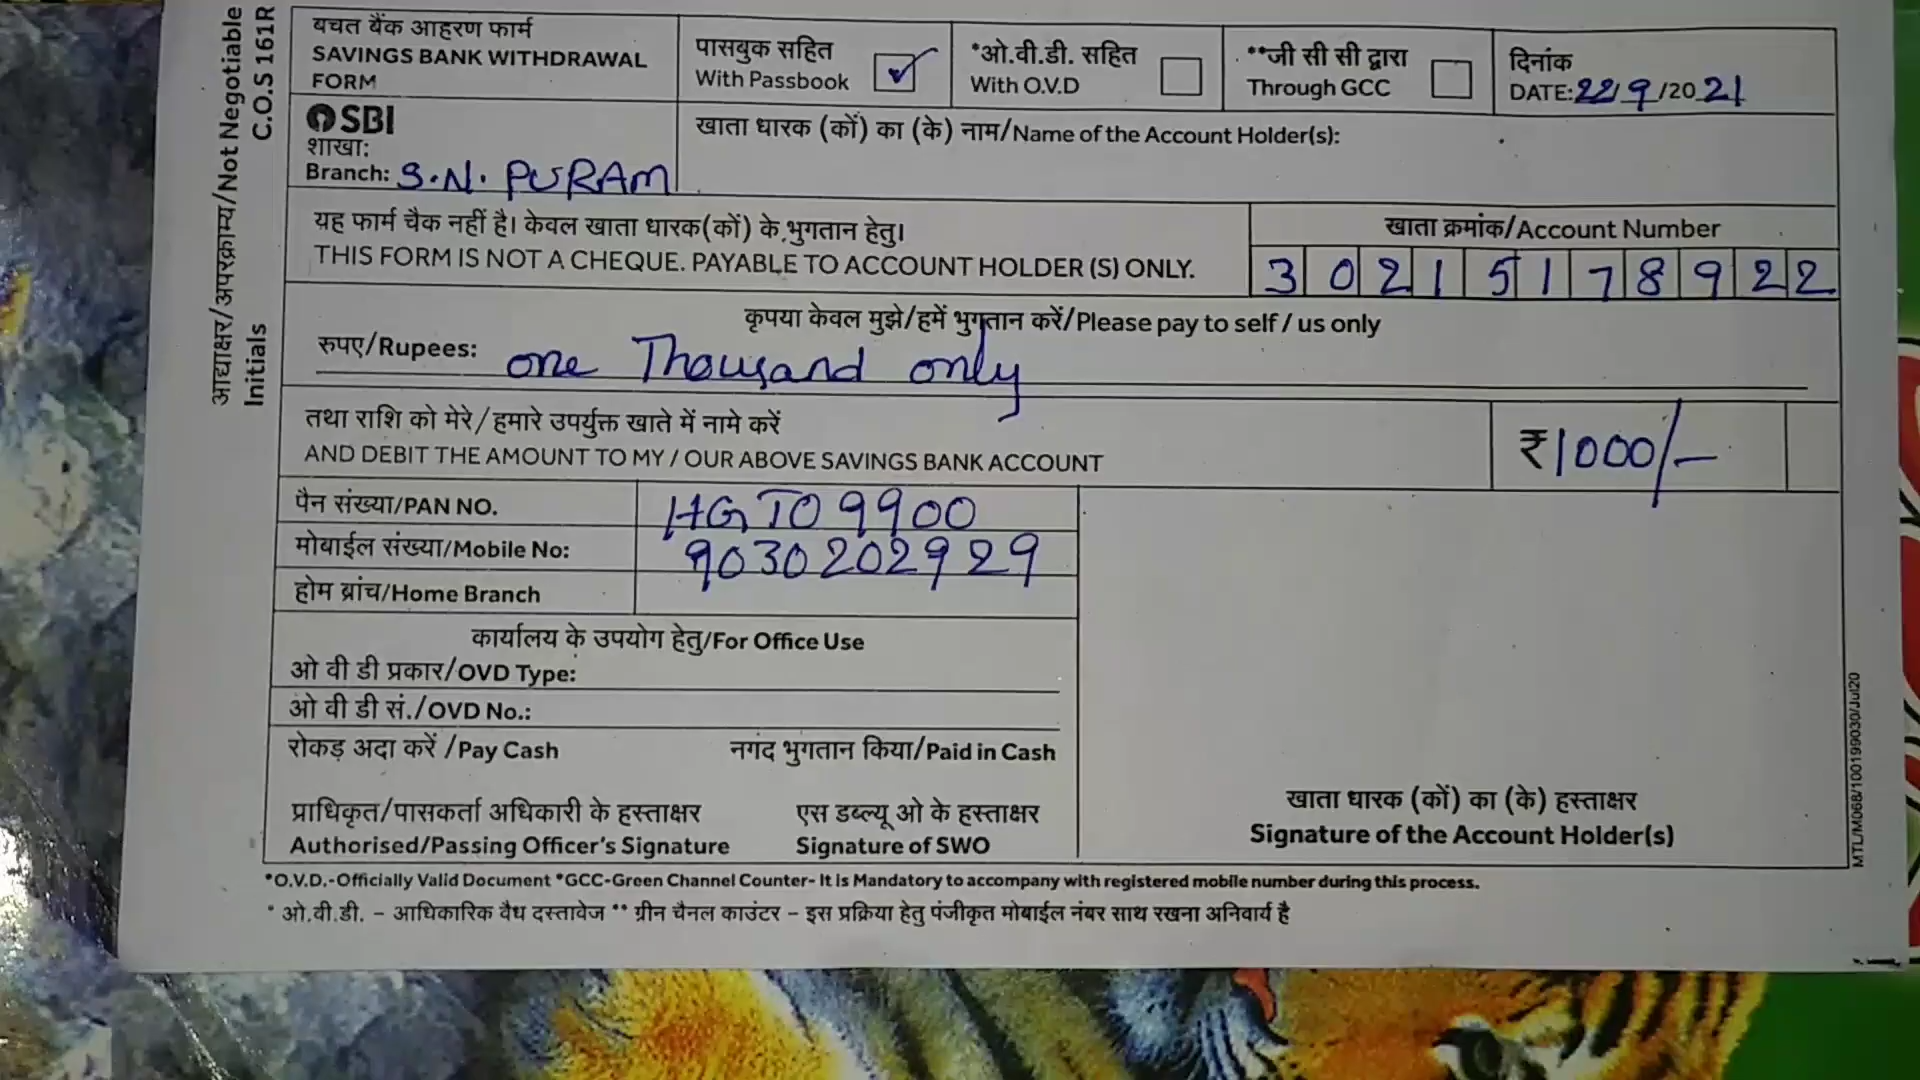 आद्याक्षर/अपरक्राम्य/Not Negotiable
Initials C.O.S 161R
बचत बैंक आहरण फार्म
SAVINGS BANK WITHDRAWAL
FORM
पासबुक सहित
With Passbook
*ओ.वी.डी. सहित
With O.V.D
**जी सी सी द्वारा
Through GCC
दिनांक
DATE: 22/9/2021
SBI
शाखा:
Branch: S.N. PURAM
खाता धारक (कों) का (के) नाम/Name of the Account Holder(s):
यह फार्म चैक नहीं है। केवल खाता धारक(कों) के भुगतान हेतु।
THIS FORM IS NOT A CHEQUE. PAYABLE TO ACCOUNT HOLDER (S) ONLY.
खाता क्रमांक/Account Number
3 0 2 1 5 1 7 8 9 2 2
कृपया केवल मुझे/हमें भुगतान करें/Please pay to self / us only
रुपए/Rupees: one Thousand only
तथा राशि को मेरे/हमारे उपर्युक्त खाते में नामे करें
AND DEBIT THE AMOUNT TO MY / OUR ABOVE SAVINGS BANK ACCOUNT
₹1000/-
पैन संख्या/PAN NO. HGTO9900
मोबाईल संख्या/Mobile No: 9030202929
होम ब्रांच/Home Branch
कार्यालय के उपयोग हेतु/For Office Use
ओ वी डी प्रकार/OVD Type:
ओ वी डी सं./OVD No.:
रोकड़ अदा करें /Pay Cash नगद भुगतान किया/Paid in Cash
प्राधिकृत/पासकर्ता अधिकारी के हस्ताक्षर एस डब्ल्यू ओ के हस्ताक्षर
Authorised/Passing Officer's Signature Signature of SWO
खाता धारक (कों) का (के) हस्ताक्षर
Signature of the Account Holder(s)
MTL/M068/100199030/Jul20
*O.V.D.-Officially Valid Document *GCC-Green Channel Counter- It is Mandatory to accompany with registered mobile number during this process.
* ओ.वी.डी. - आधिकारिक वैध दस्तावेज ** ग्रीन चैनल काउंटर - इस प्रक्रिया हेतु पंजीकृत मोबाईल नंबर साथ रखना अनिवार्य है